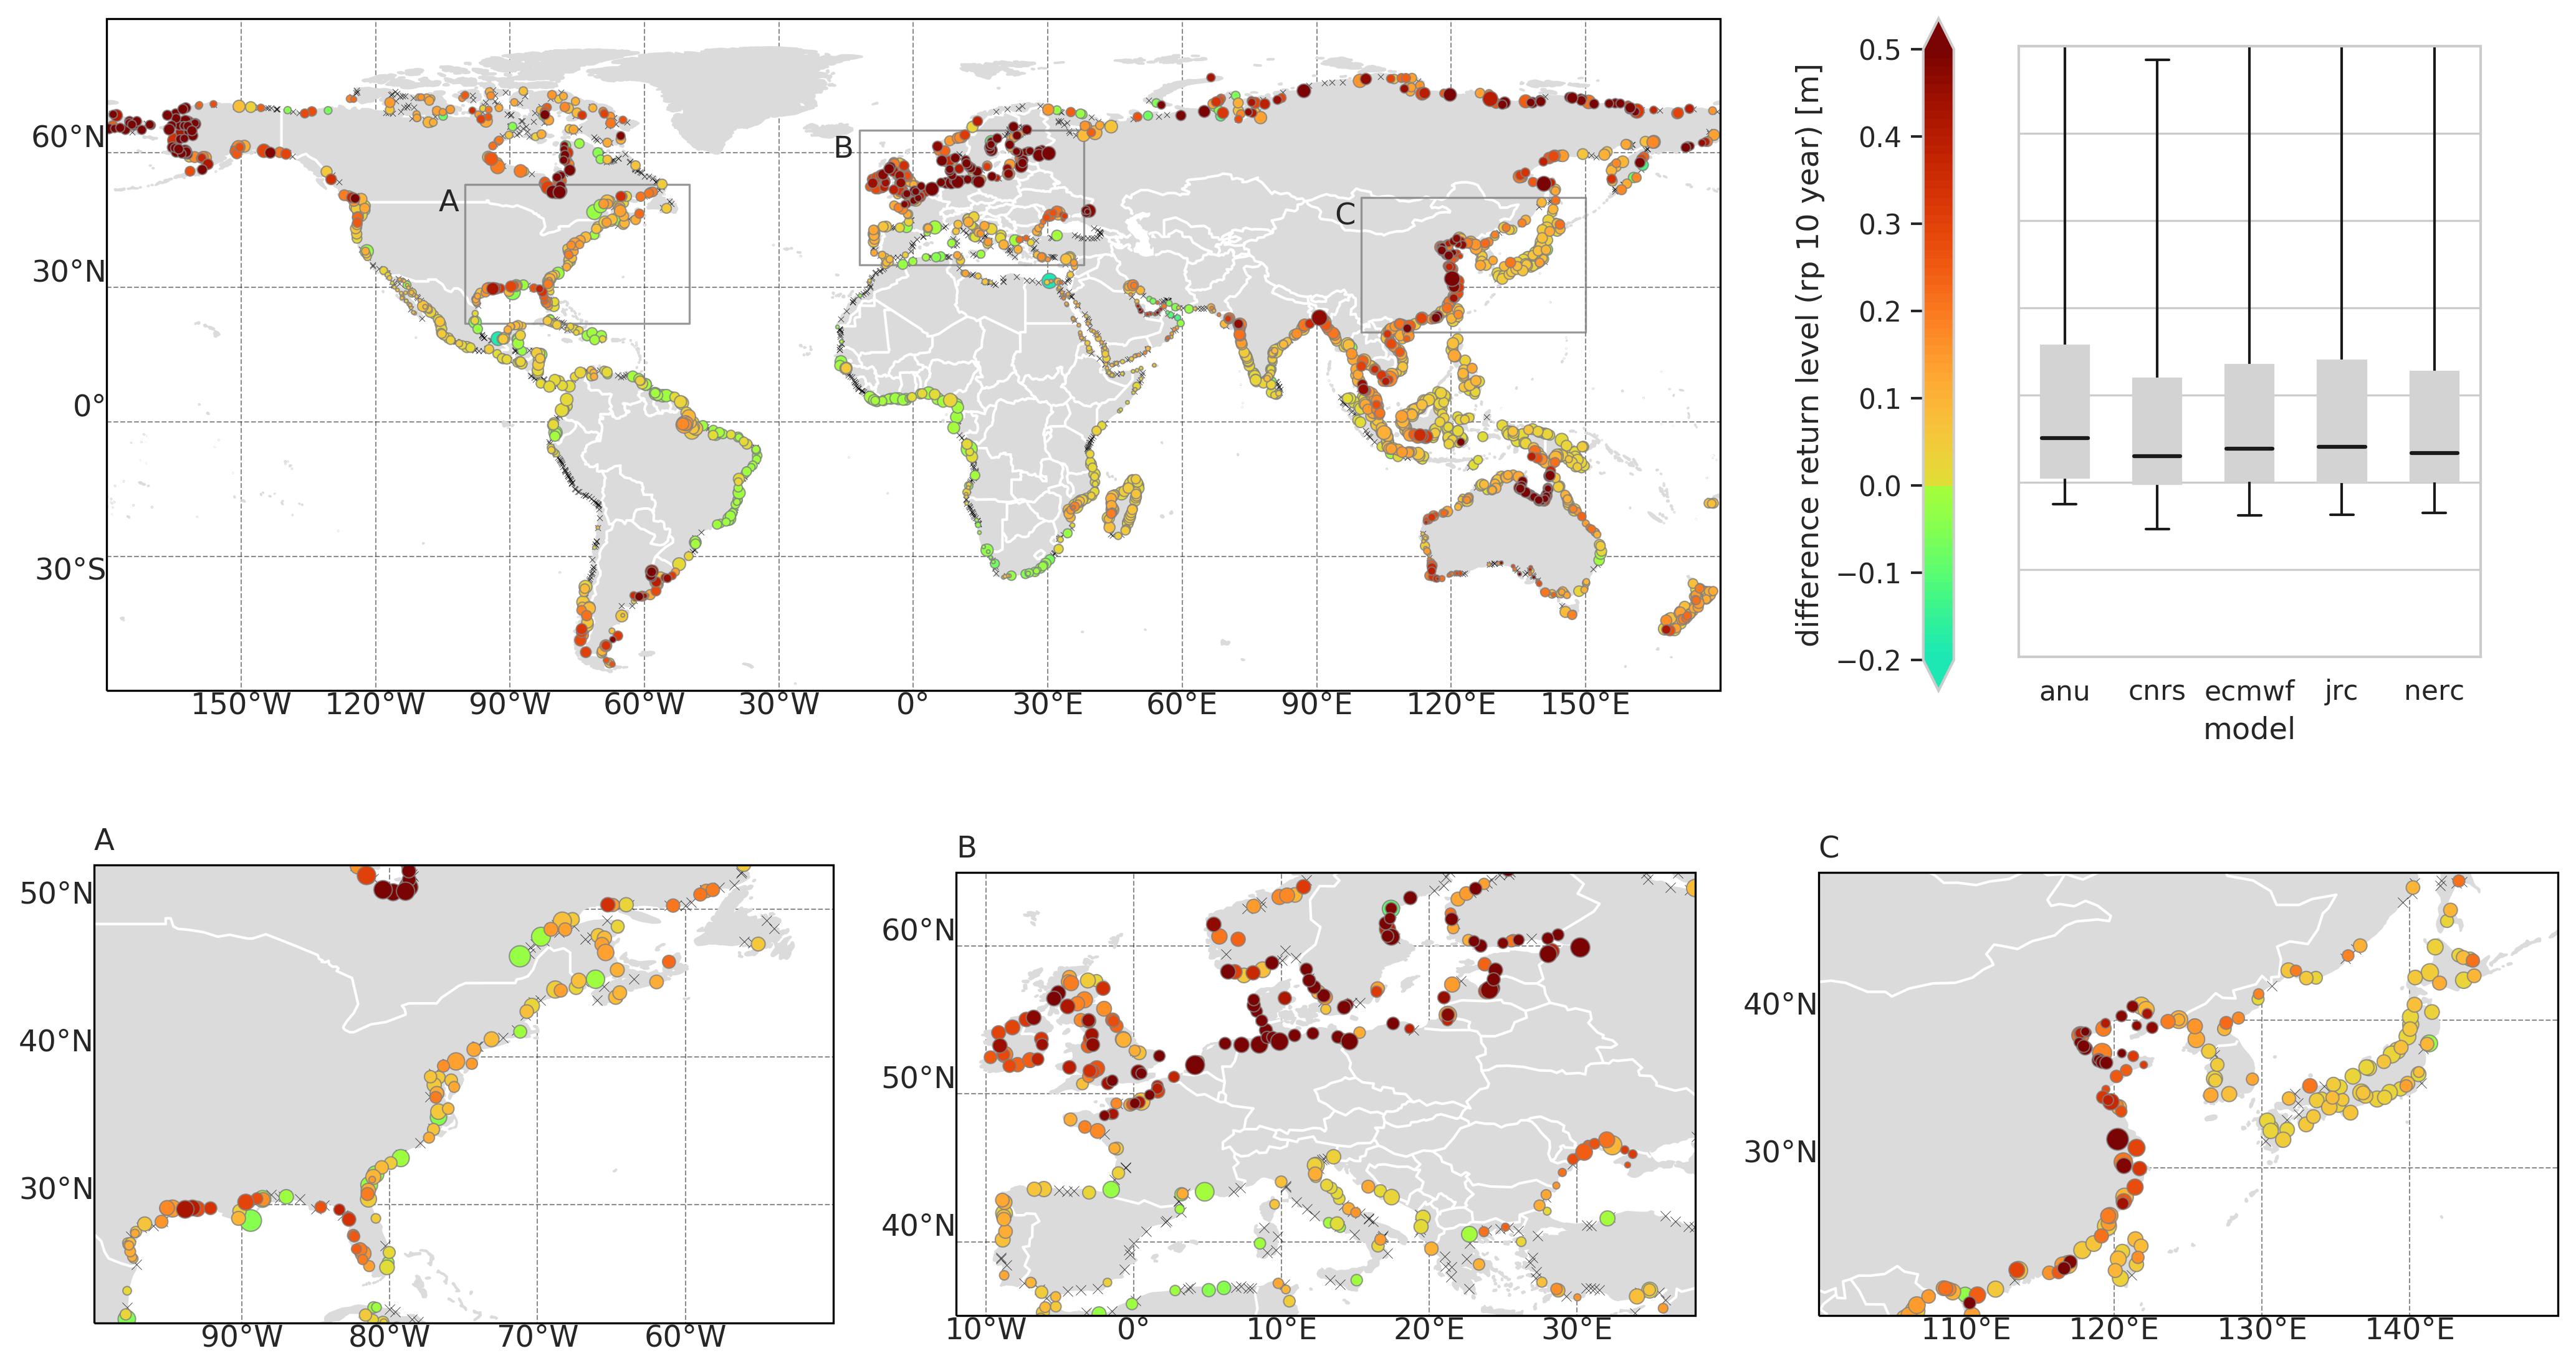 60°N
30°N
0°
30°S
150°W 120°W 90°W 60°W 30°W 0° 30°E 60°E 90°E 120°E 150°E
A
B
C
difference return level (rp 10 year) [m]
0.5
0.4
0.3
0.2
0.1
0.0
−0.1
−0.2
anu cnrs ecmwf jrc nerc
model
A
50°N
40°N
30°N
90°W 80°W 70°W 60°W
B
60°N
50°N
40°N
10°W 0° 10°E 20°E 30°E
C
40°N
30°N
110°E 120°E 130°E 140°E